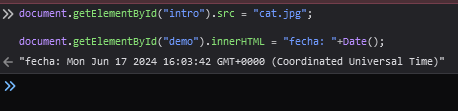 document.getElementById("intro").src = "cat.jpg";
document.getElementById("demo").innerHTML = "fecha: "+Date();
"fecha: Mon Jun 17 2024 16:03:42 GMT+0000 (Coordinated Universal Time)"